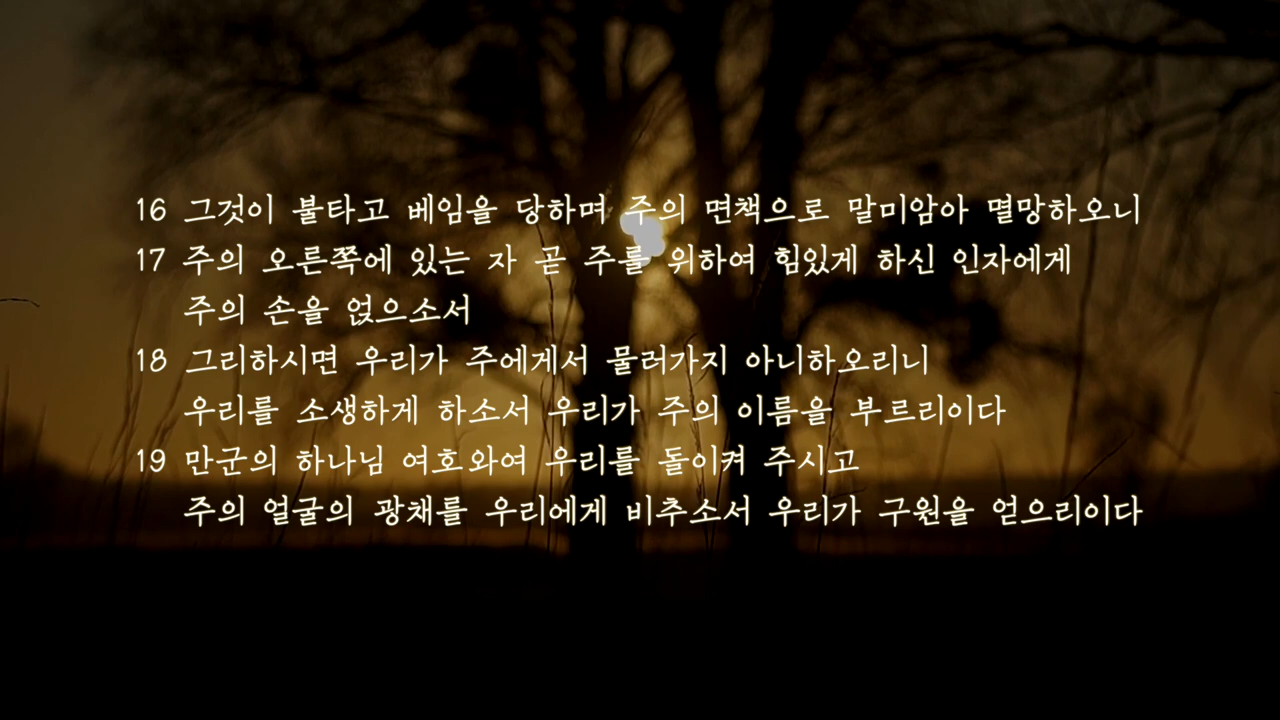 16 그것이 불타고 베임을 당하며 주의 면책으로 말미암아 멸망하오니
17 주의 오른쪽에 있는 자 곧 주를 위하여 힘있게 하신 인자에게
주의 손을 얹으소서
18 그리하시면 우리가 주에게서 물러가지 아니하오리니
우리를 소생하게 하소서 우리가 주의 이름을 부르리이다
19 만군의 하나님 여호와여 우리를 돌이켜 주시고
주의 얼굴의 광채를 우리에게 비추소서 우리가 구원을 얻으리이다